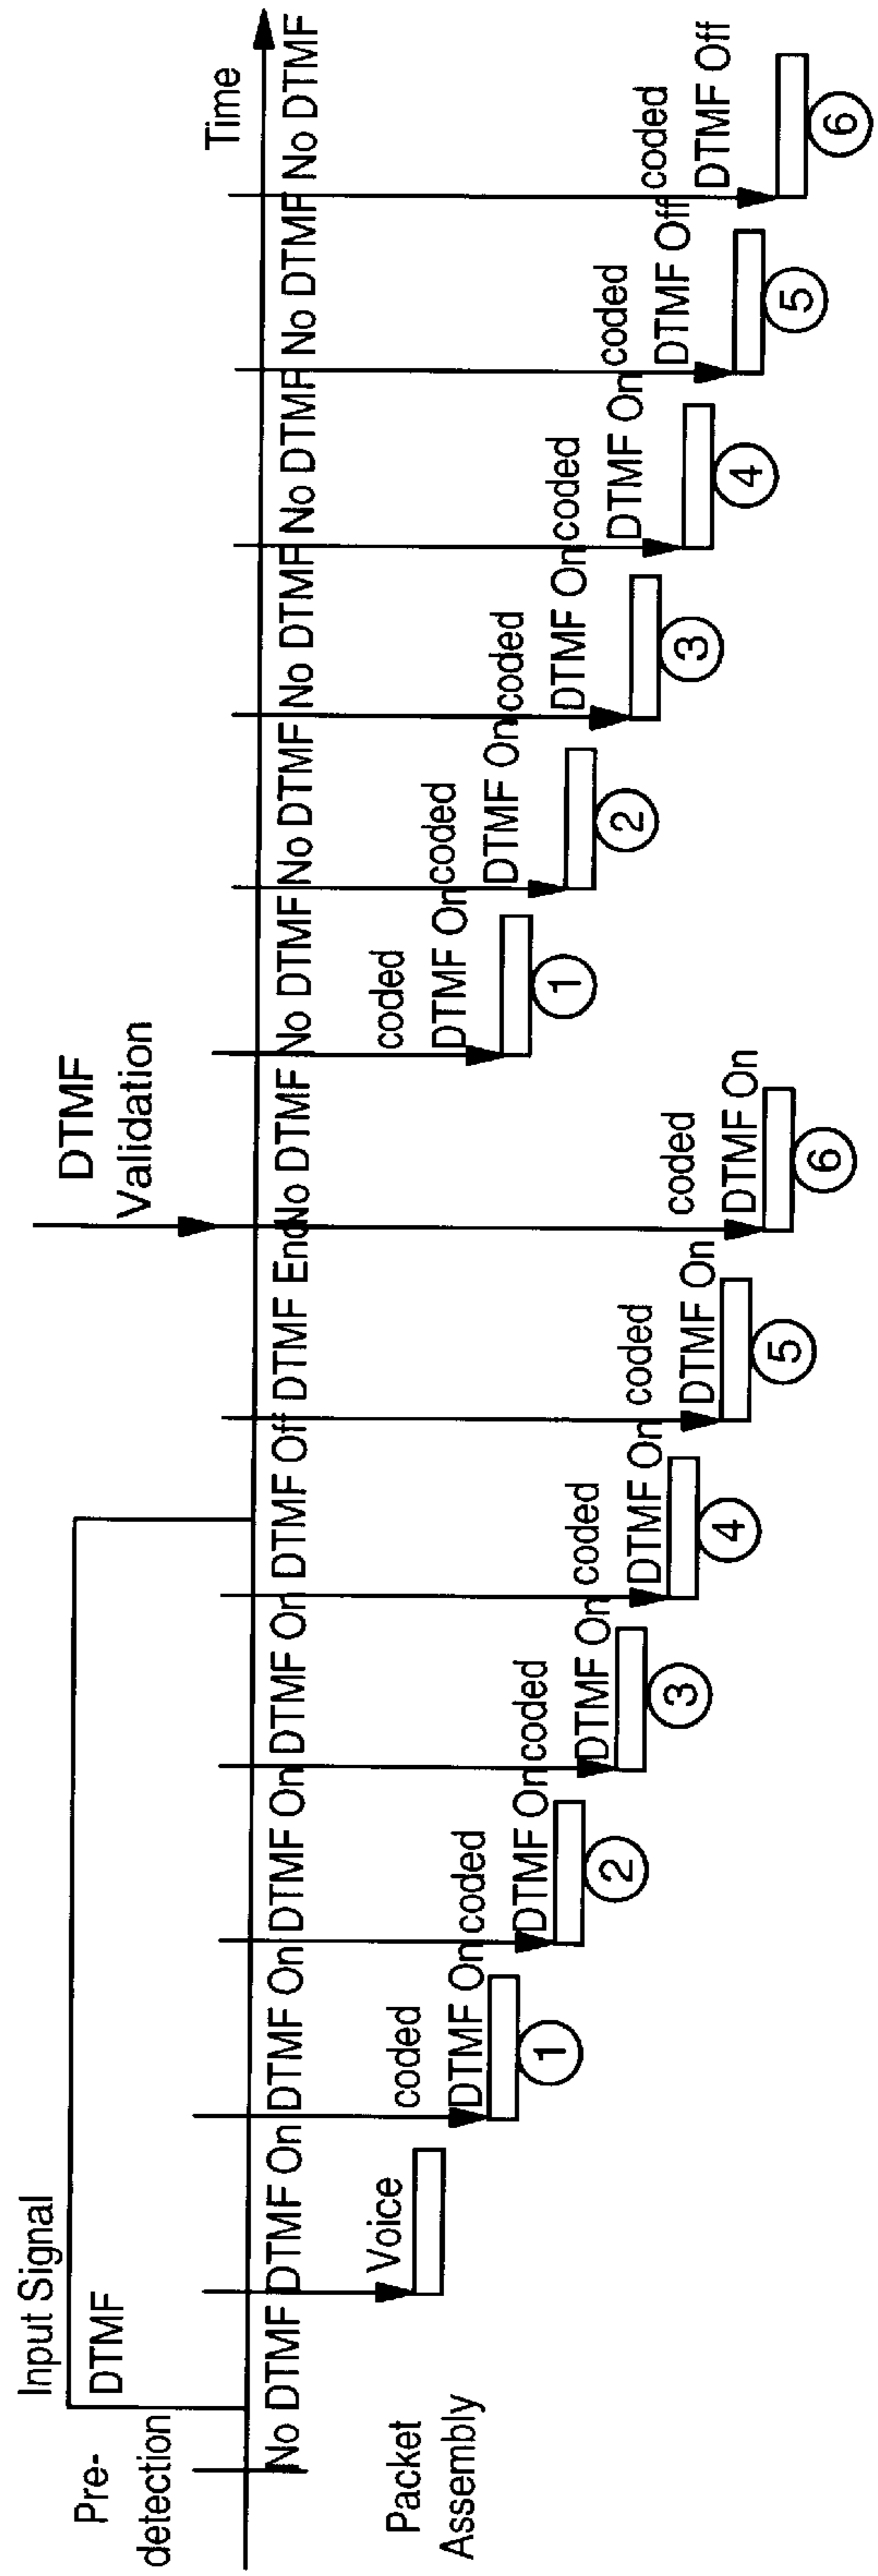 Input Signal
DTMF
Validation
Pre-
detection
DTMF
Time
No DTMF DTMF On DTMF On DTMF On DTMF On DTMF Off DTMF End No DTMF No DTMF No DTMF No DTMF No DTMF No DTMF No DTMF
Packet
Assembly
Voice
coded
DTMF On
1
coded
DTMF On
2
coded
DTMF On
3
coded
DTMF On
4
coded
DTMF On
5
coded
DTMF On
6
coded
DTMF On
1
coded
DTMF On
2
coded
DTMF On
3
coded
DTMF On
4
coded
DTMF Off
5
coded
DTMF Off
6